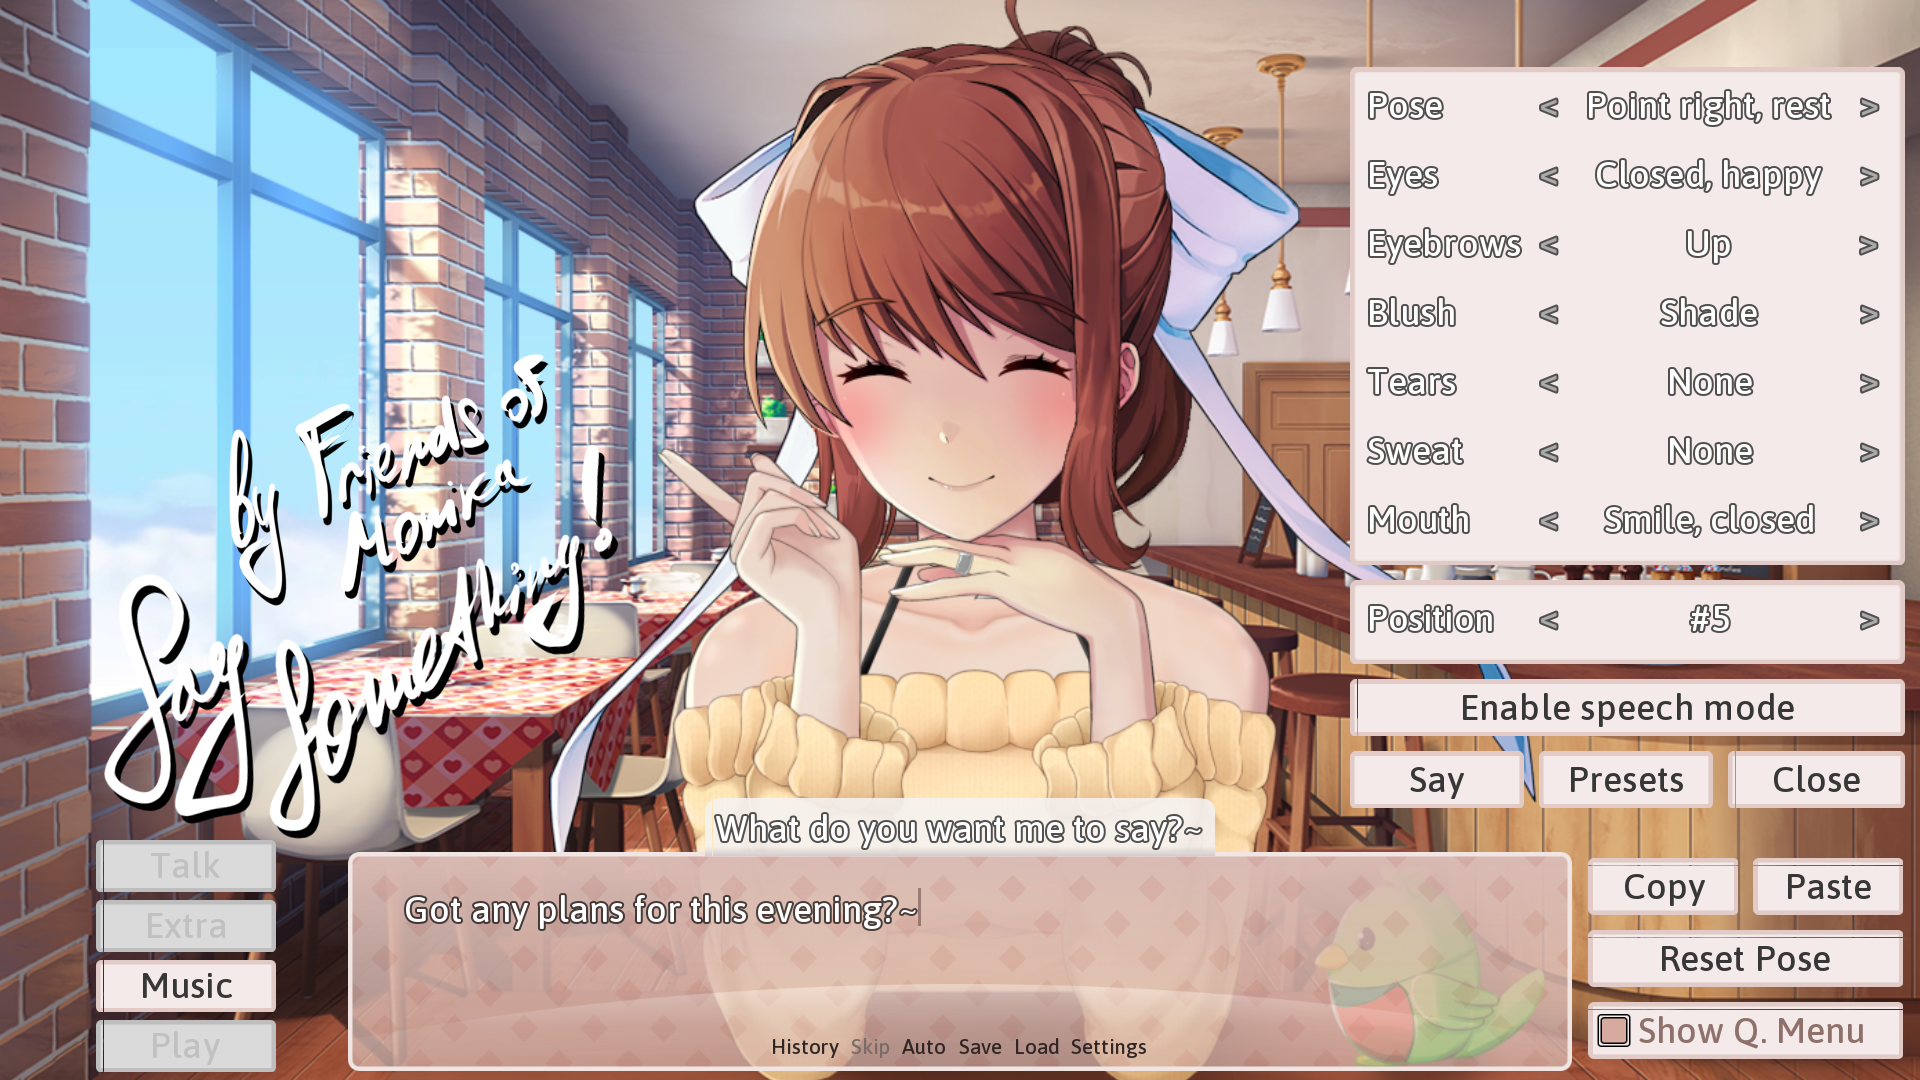 by Friends of
Monika
Say
Something!
Pose < Point right, rest >
Eyes < Closed, happy >
Eyebrows < Up >
Blush < Shade >
Tears < None >
Sweat < None >
Mouth < Smile, closed >
Position < #5 >
Enable speech mode
Say Presets Close
What do you want me to say?~
Got any plans for this evening?~
Talk
Extra
Music
Play
History Skip Auto Save Load Settings
Copy Paste
Reset Pose
Show Q. Menu